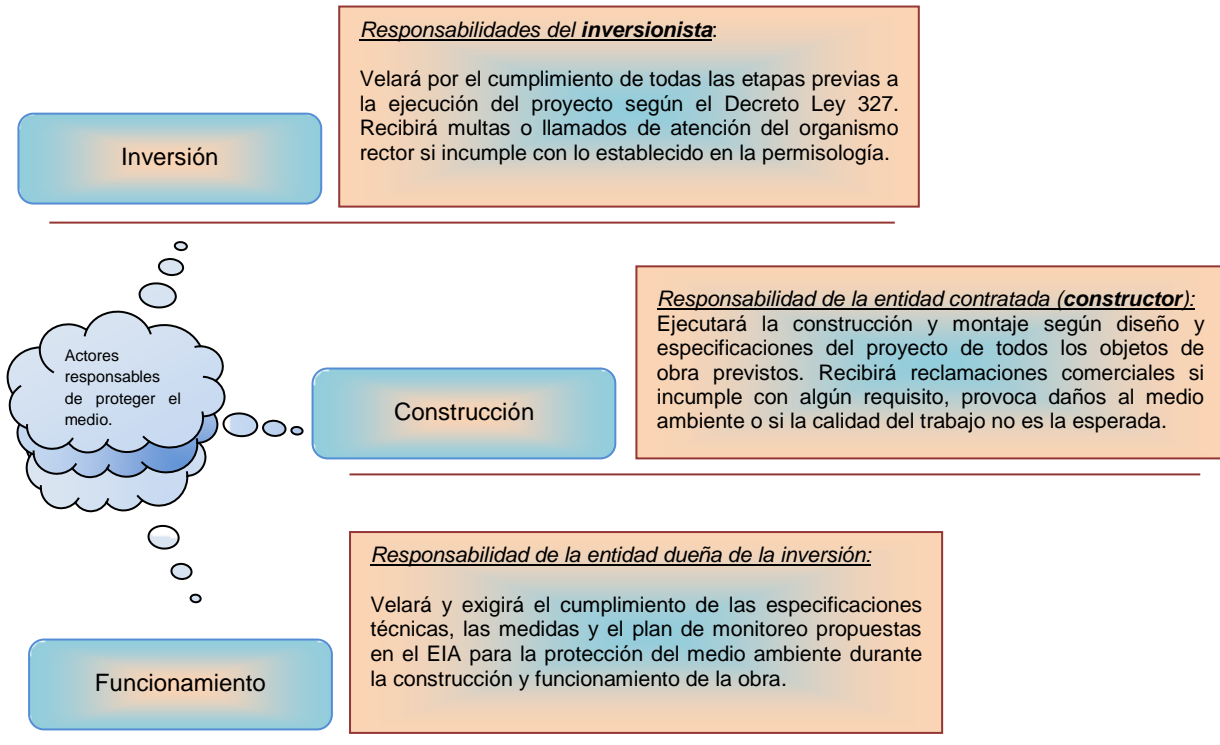 Responsabilidades del inversionista:
Velará por el cumplimiento de todas las etapas previas a
la ejecución del proyecto según el Decreto Ley 327.
Recibirá multas o llamados de atención del organismo
rector si incumple con lo establecido en la permisología.
Inversión
Responsabilidad de la entidad contratada (constructor):
Ejecutará la construcción y montaje según diseño y
especificaciones del proyecto de todos los objetos de
obra previstos. Recibirá reclamaciones comerciales si
incumple con algún requisito, provoca daños al medio
ambiente o si la calidad del trabajo no es la esperada.
Actores
responsables
de proteger el
medio.
Construcción
Responsabilidad de la entidad dueña de la inversión:
Velará y exigirá el cumplimiento de las especificaciones
técnicas, las medidas y el plan de monitoreo propuestas
en el EIA para la protección del medio ambiente durante
la construcción y funcionamiento de la obra.
Funcionamiento